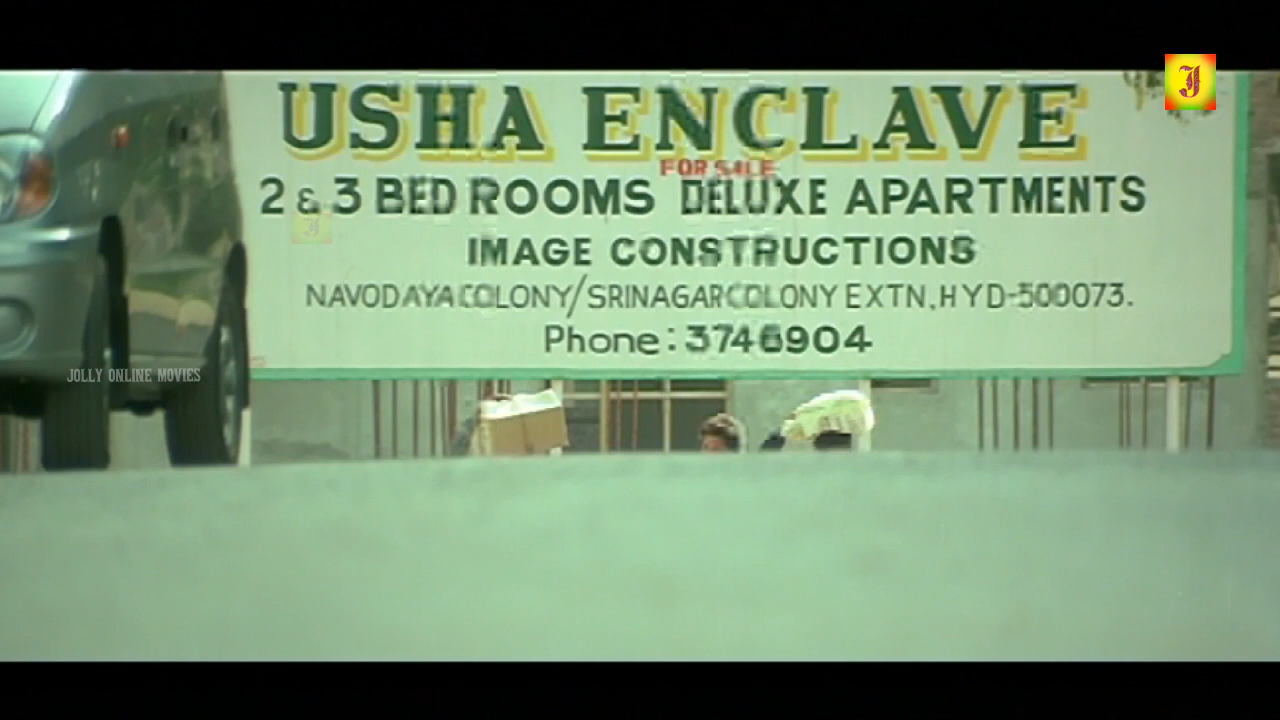 USHA ENCLAVE
FOR SALE
2 & 3 BED ROOMS DELUXE APARTMENTS
IMAGE CONSTRUCTIONS
NAVODAYA COLONY/SRINAGAR COLONY EXTN, HYD-500073.
Phone: 3746904
JOLLY ONLINE MOVIES
J